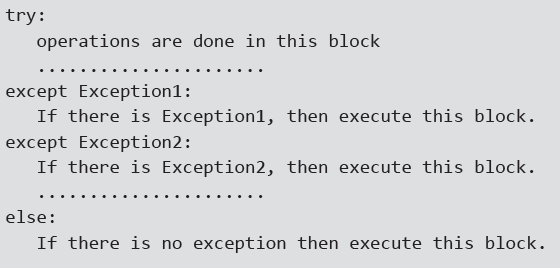 try:
   operations are done in this block
   ......................
except Exception1:
   If there is Exception1, then execute this block.
except Exception2:
   If there is Exception2, then execute this block.
   ......................
else:
   If there is no exception then execute this block.